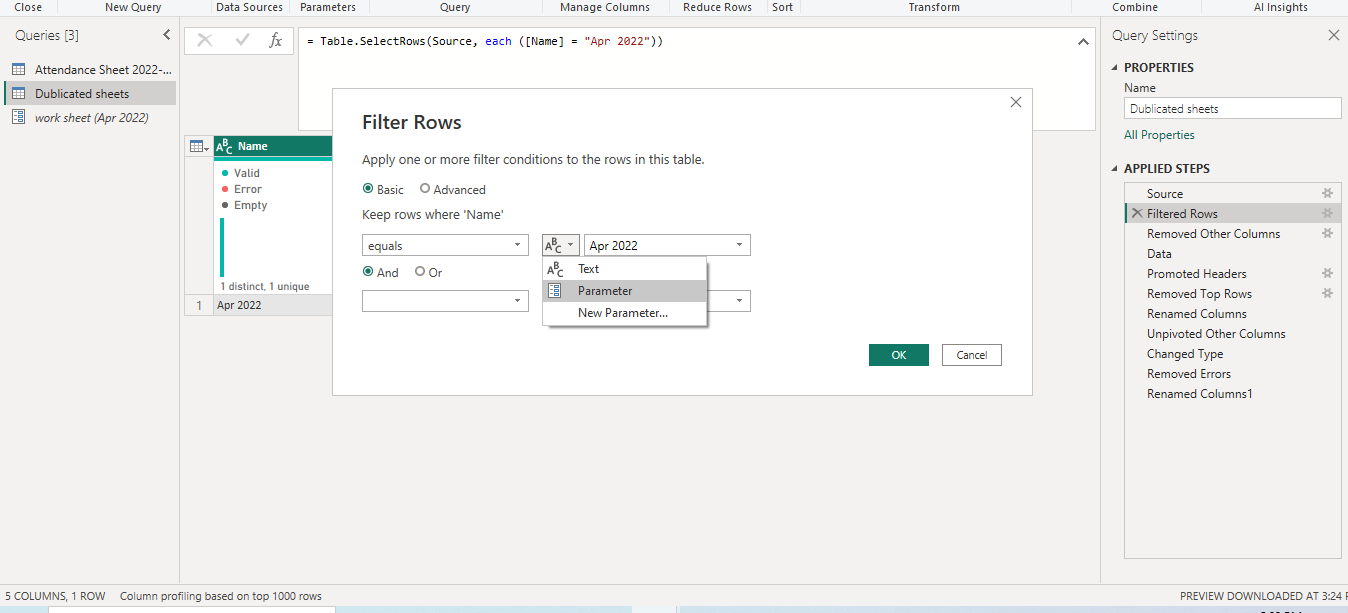 Close New Query Data Sources Parameters Query Manage Columns Reduce Rows Sort Transform Combine AI Insights
Queries [3]
Attendance Sheet 2022-...
Dublicated sheets
work sheet (Apr 2022)
fx = Table.SelectRows(Source, each ([Name] = "Apr 2022"))
ABC Name
Valid
Error
Empty
1 distinct, 1 unique
1 Apr 2022
Filter Rows
Apply one or more filter conditions to the rows in this table.
Basic Advanced
Keep rows where 'Name'
equals ABC Apr 2022
And Or
ABC Text
Parameter
New Parameter...
OK Cancel
Query Settings
PROPERTIES
Name
Dublicated sheets
All Properties
APPLIED STEPS
Source
Filtered Rows
Removed Other Columns
Data
Promoted Headers
Removed Top Rows
Renamed Columns
Unpivoted Other Columns
Changed Type
Removed Errors
Renamed Columns1
5 COLUMNS, 1 ROW Column profiling based on top 1000 rows PREVIEW DOWNLOADED AT 3:24